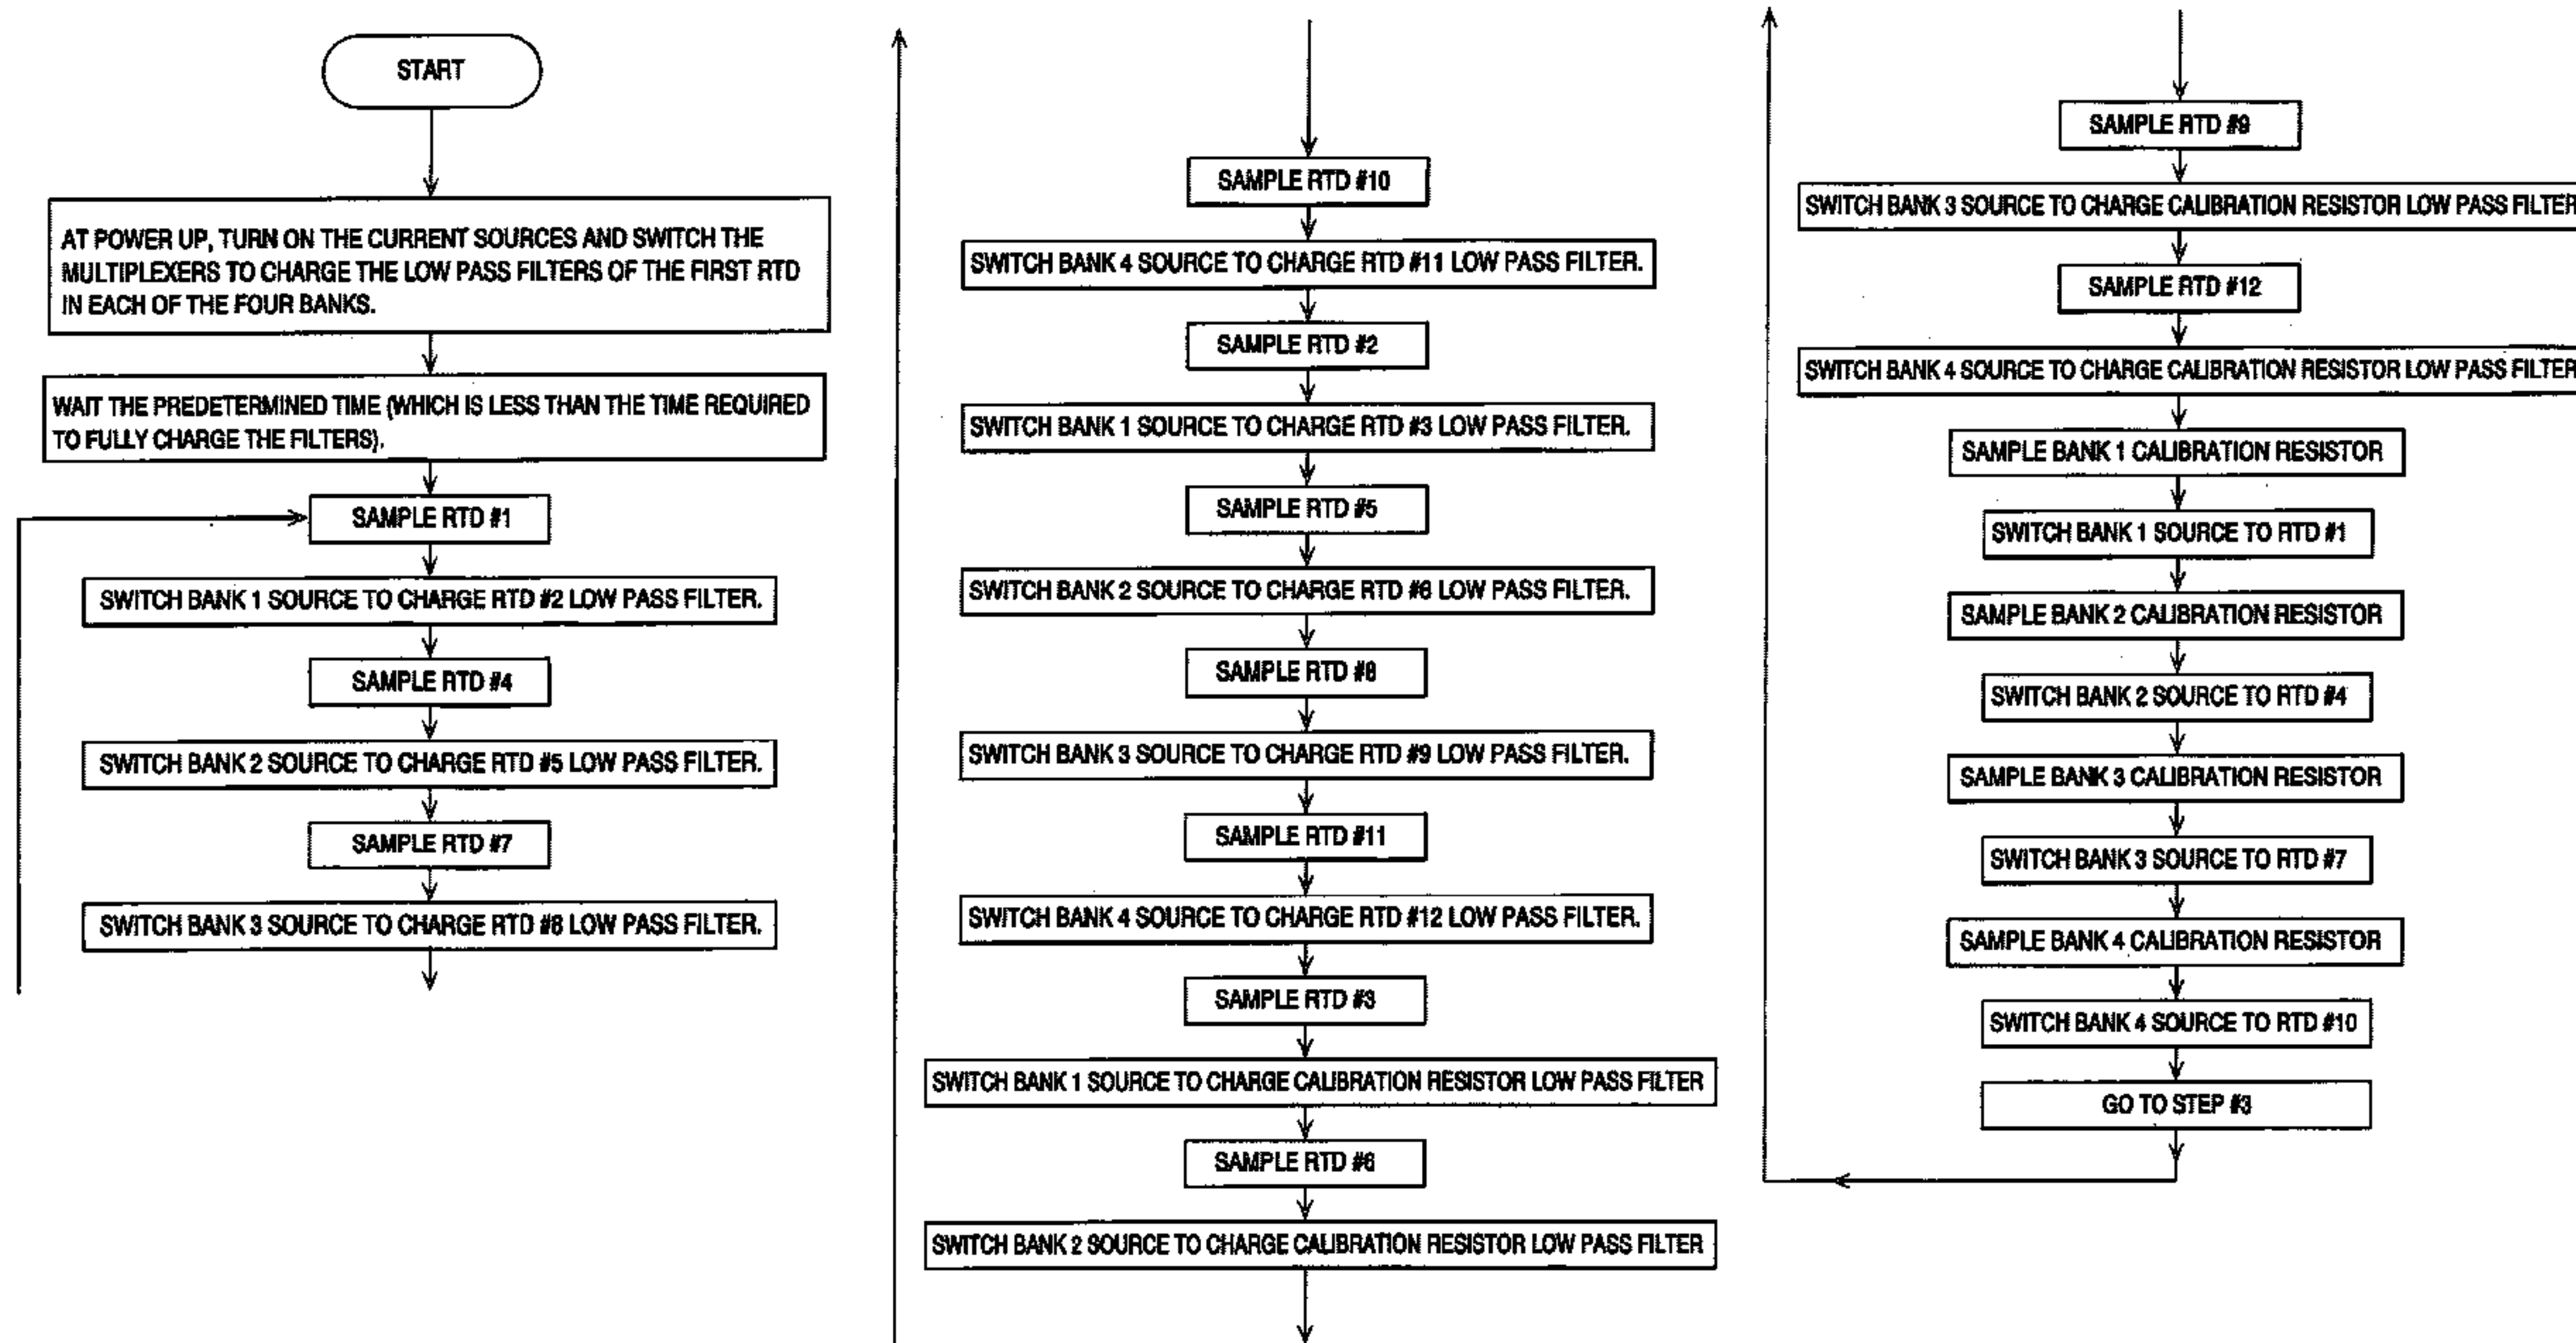 START
AT POWER UP, TURN ON THE CURRENT SOURCES AND SWITCH THE
MULTIPLEXERS TO CHARGE THE LOW PASS FILTERS OF THE FIRST RTD
IN EACH OF THE FOUR BANKS.
WAIT THE PREDETERMINED TIME (WHICH IS LESS THAN THE TIME REQUIRED
TO FULLY CHARGE THE FILTERS).
SAMPLE RTD #1
SWITCH BANK 1 SOURCE TO CHARGE RTD #2 LOW PASS FILTER.
SAMPLE RTD #4
SWITCH BANK 2 SOURCE TO CHARGE RTD #5 LOW PASS FILTER.
SAMPLE RTD #7
SWITCH BANK 3 SOURCE TO CHARGE RTD #8 LOW PASS FILTER.
SAMPLE RTD #10
SWITCH BANK 4 SOURCE TO CHARGE RTD #11 LOW PASS FILTER.
SAMPLE RTD #2
SWITCH BANK 1 SOURCE TO CHARGE RTD #3 LOW PASS FILTER.
SAMPLE RTD #5
SWITCH BANK 2 SOURCE TO CHARGE RTD #6 LOW PASS FILTER.
SAMPLE RTD #8
SWITCH BANK 3 SOURCE TO CHARGE RTD #9 LOW PASS FILTER.
SAMPLE RTD #11
SWITCH BANK 4 SOURCE TO CHARGE RTD #12 LOW PASS FILTER.
SAMPLE RTD #3
SWITCH BANK 1 SOURCE TO CHARGE CALIBRATION RESISTOR LOW PASS FILTER
SAMPLE RTD #6
SWITCH BANK 2 SOURCE TO CHARGE CALIBRATION RESISTOR LOW PASS FILTER
SAMPLE RTD #9
SWITCH BANK 3 SOURCE TO CHARGE CALIBRATION RESISTOR LOW PASS FILTER
SAMPLE RTD #12
SWITCH BANK 4 SOURCE TO CHARGE CALIBRATION RESISTOR LOW PASS FILTER
SAMPLE BANK 1 CALIBRATION RESISTOR
SWITCH BANK 1 SOURCE TO RTD #1
SAMPLE BANK 2 CALIBRATION RESISTOR
SWITCH BANK 2 SOURCE TO RTD #4
SAMPLE BANK 3 CALIBRATION RESISTOR
SWITCH BANK 3 SOURCE TO RTD #7
SAMPLE BANK 4 CALIBRATION RESISTOR
SWITCH BANK 4 SOURCE TO RTD #10
GO TO STEP #3